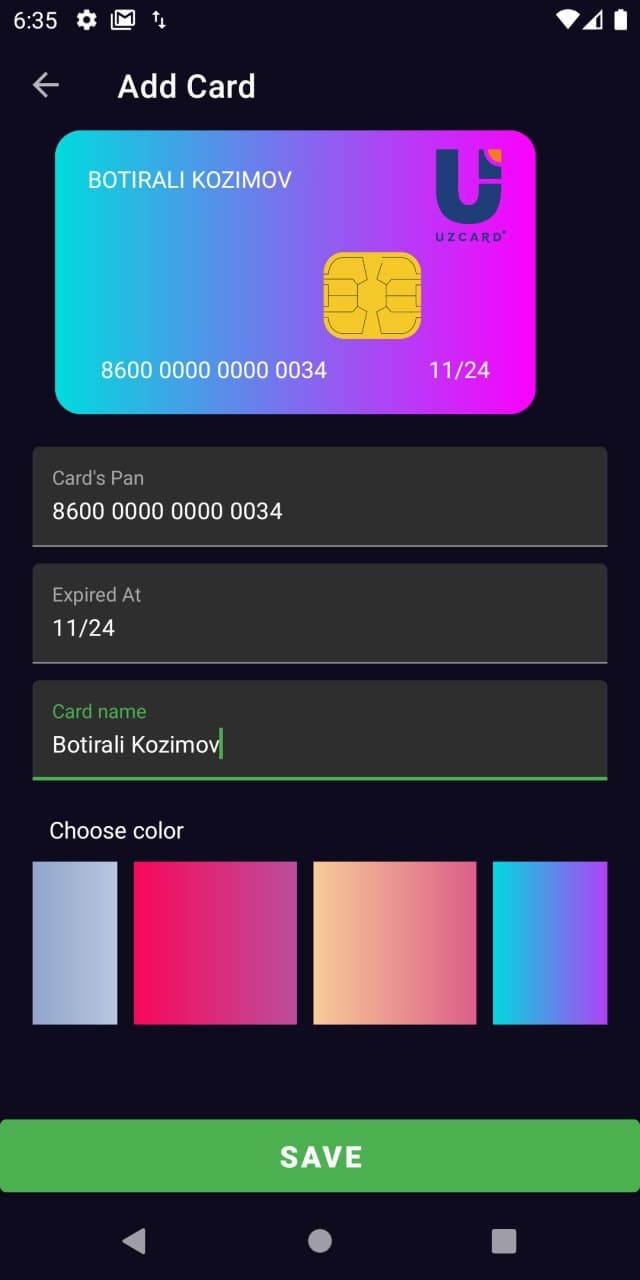 6:35
Add Card
BOTIRALI KOZIMOV
UZCARD
8600 0000 0000 0034 11/24
Card's Pan
8600 0000 0000 0034
Expired At
11/24
Card name
Botirali Kozimov
Choose color
SAVE